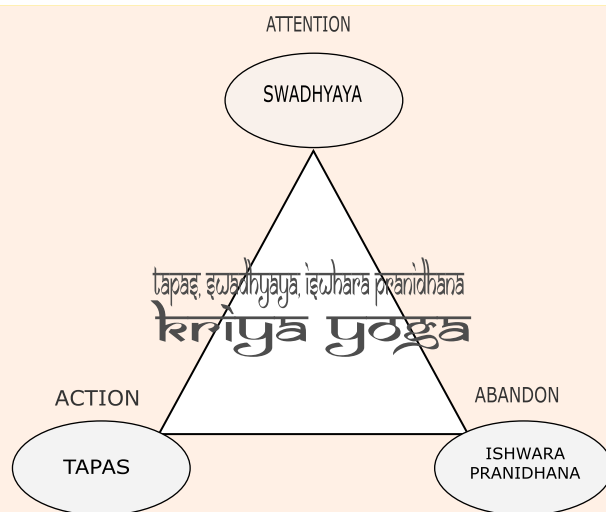 ATTENTION
SWADHYAYA
tapas, swadhyaya, iswhara pranidhana
kriya yoga
ACTION
ABANDON
TAPAS
ISHWARA
PRANIDHANA